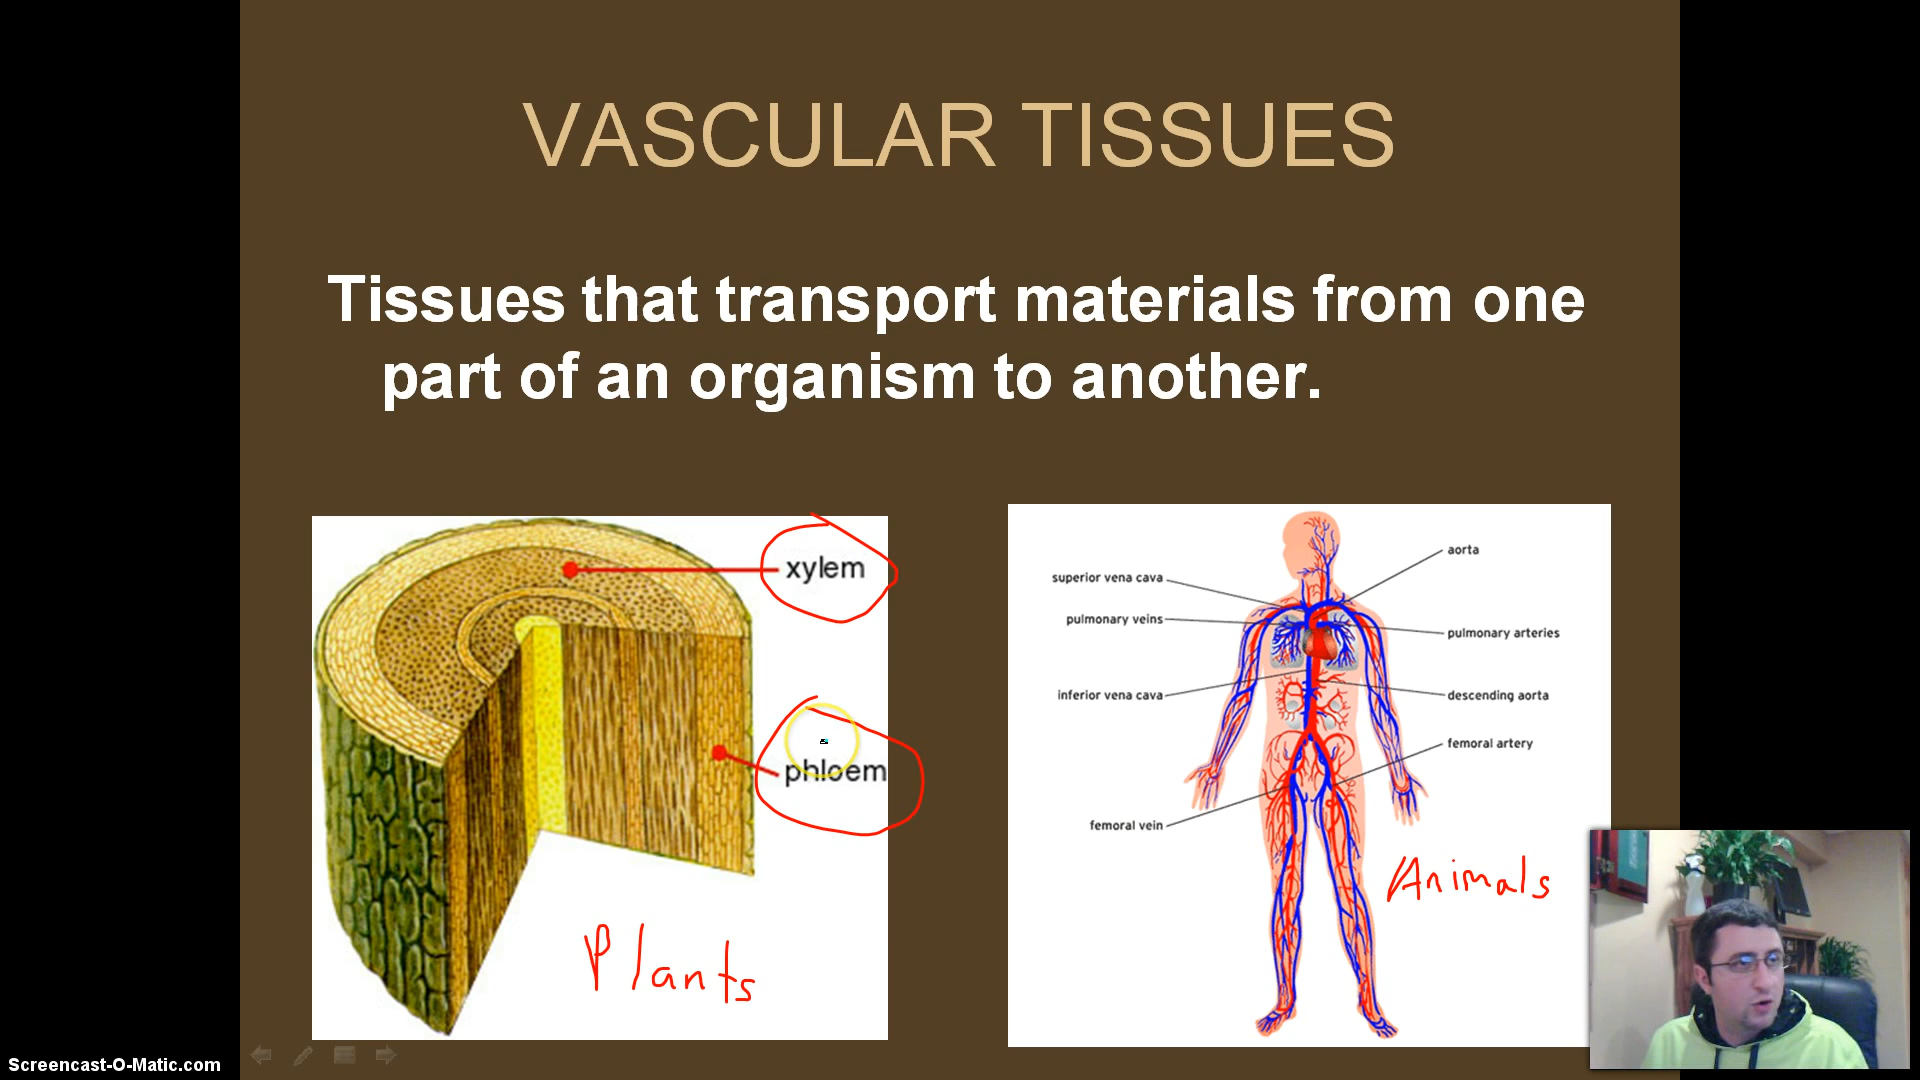 VASCULAR TISSUES
Tissues that transport materials from one
part of an organism to another.
xylem
phloem
Plants
aorta
superior vena cava
pulmonary veins
pulmonary arteries
inferior vena cava
descending aorta
femoral artery
femoral vein
Animals
Screencast-O-Matic.com